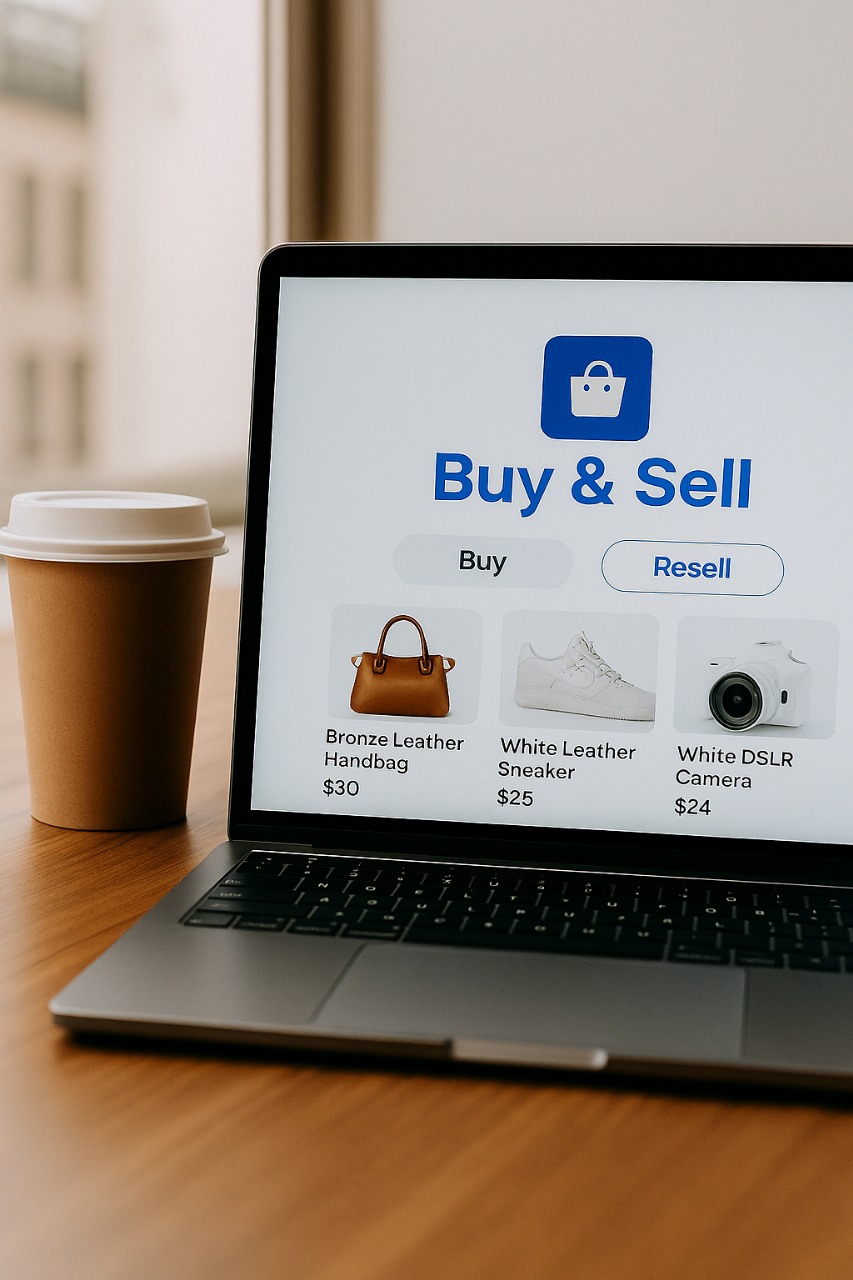 Buy & Sell
Buy
Resell
Bronze Leather
Handbag
$30
White Leather
Sneaker
$25
White DSLR
Camera
$24